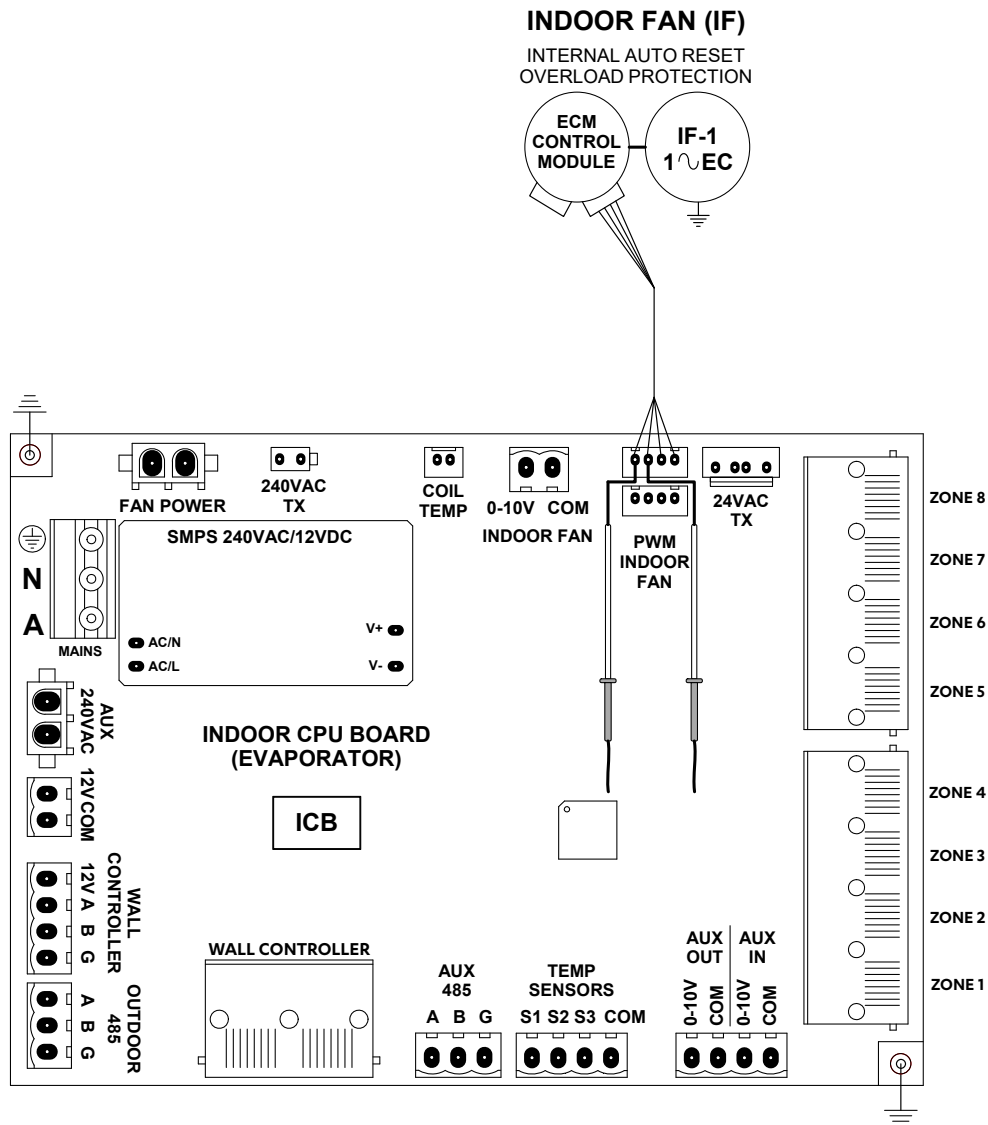 INDOOR FAN (IF)
INTERNAL AUTO RESET
OVERLOAD PROTECTION
ECM
CONTROL
MODULE
IF-1
1∿EC
FAN POWER
240VAC
TX
COIL
TEMP
0-10V COM
INDOOR FAN
PWM
INDOOR
FAN
24VAC
TX
ZONE 8
ZONE 7
ZONE 6
ZONE 5
ZONE 4
ZONE 3
ZONE 2
ZONE 1
N
A
MAINS
SMPS 240VAC/12VDC
AC/N
AC/L
V+
V-
AUX
240VAC
12V COM
INDOOR CPU BOARD
(EVAPORATOR)
ICB
WALL
CONTROLLER
12V A B G
OUTDOOR
485
A B G
WALL CONTROLLER
AUX
485
A B G
TEMP
SENSORS
S1 S2 S3 COM
AUX
OUT
0-10V
COM
AUX
IN
0-10V
COM